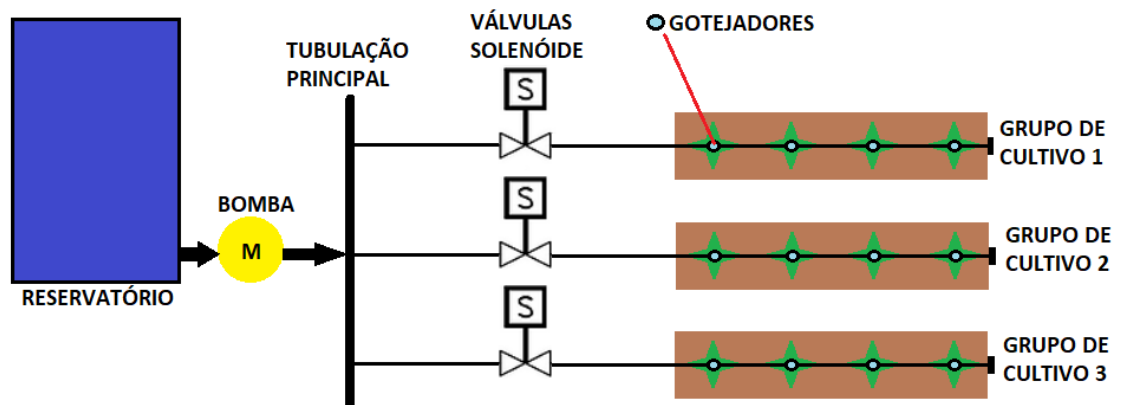 VÁLVULAS
SOLENÓIDE
GOTEJADORES
TUBULAÇÃO
PRINCIPAL
S
GRUPO DE
CULTIVO 1
BOMBA
M
S
GRUPO DE
CULTIVO 2
RESERVATÓRIO
S
GRUPO DE
CULTIVO 3